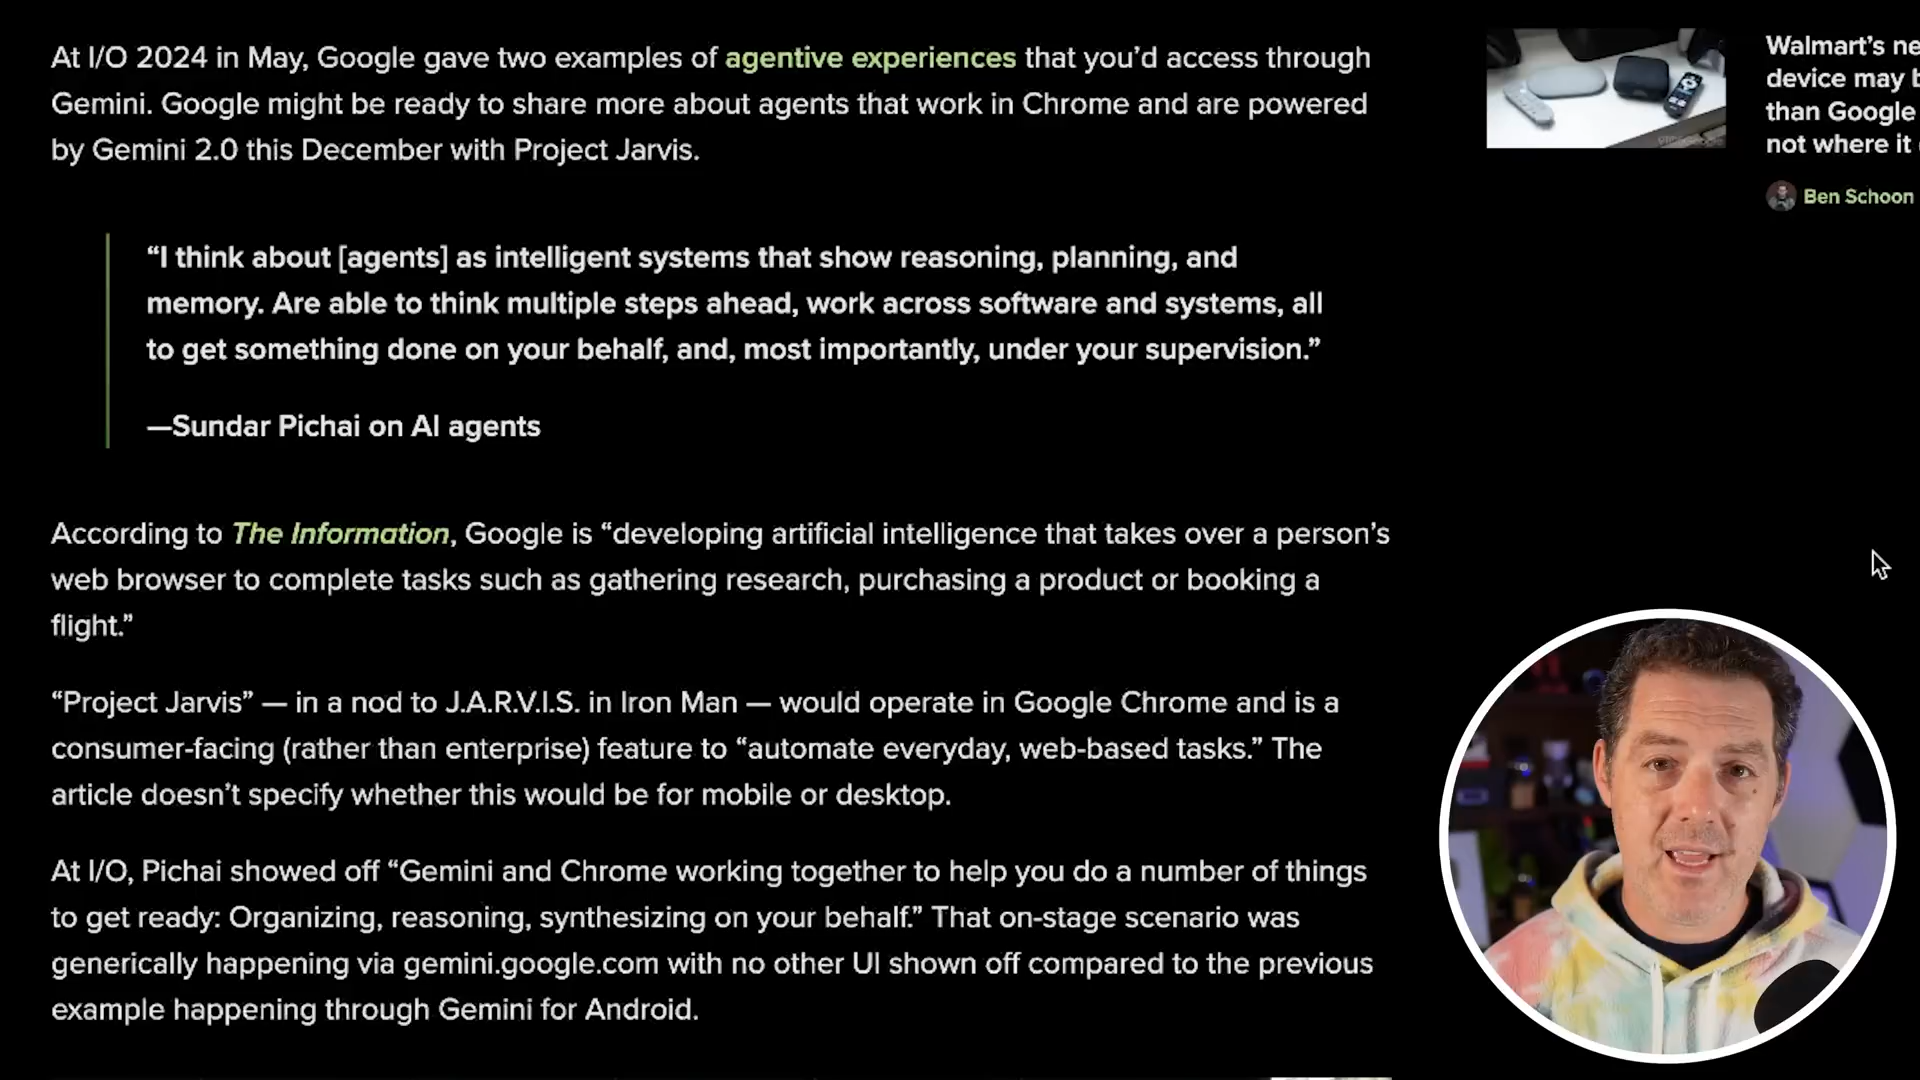 At I/O 2024 in May, Google gave two examples of agentive experiences that you’d access through
Gemini. Google might be ready to share more about agents that work in Chrome and are powered
by Gemini 2.0 this December with Project Jarvis.
“I think about [agents] as intelligent systems that show reasoning, planning, and
memory. Are able to think multiple steps ahead, work across software and systems, all
to get something done on your behalf, and, most importantly, under your supervision.”
—Sundar Pichai on AI agents
According to The Information, Google is “developing artificial intelligence that takes over a person’s
web browser to complete tasks such as gathering research, purchasing a product or booking a
flight.”
“Project Jarvis” — in a nod to J.A.R.V.I.S. in Iron Man — would operate in Google Chrome and is a
consumer-facing (rather than enterprise) feature to “automate everyday, web-based tasks.” The
article doesn’t specify whether this would be for mobile or desktop.
At I/O, Pichai showed off “Gemini and Chrome working together to help you do a number of things
to get ready: Organizing, reasoning, synthesizing on your behalf.” That on-stage scenario was
generically happening via gemini.google.com with no other UI shown off compared to the previous
example happening through Gemini for Android.
Walmart’s ne
device may b
than Google
not where it
Ben Schoon